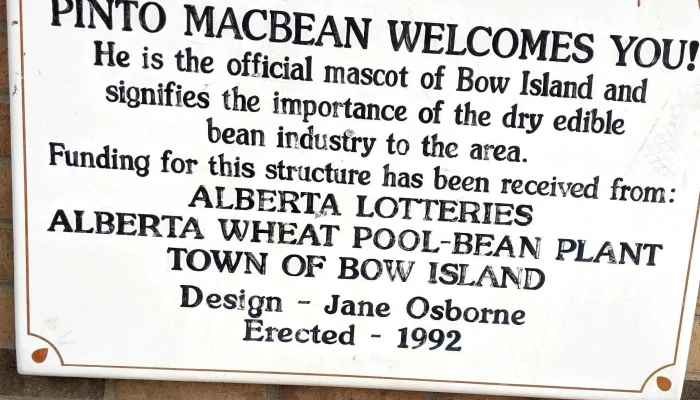 PINTO MACBEAN WELCOMES YOU!
He is the official mascot of Bow Island and
signifies the importance of the dry edible
bean industry to the area.
Funding for this structure has been received from:
ALBERTA LOTTERIES
ALBERTA WHEAT POOL-BEAN PLANT
TOWN OF BOW ISLAND
Design - Jane Osborne
Erected - 1992